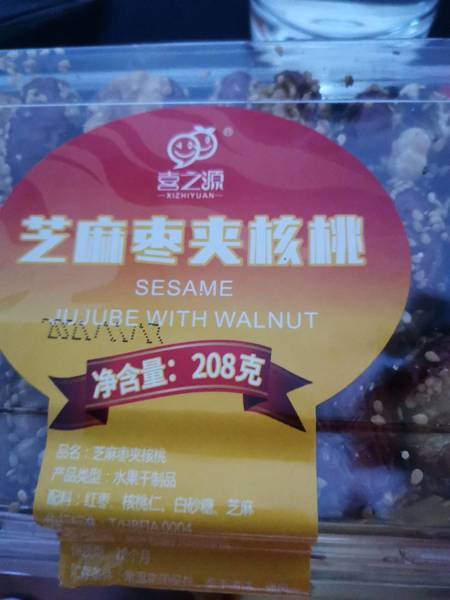 ®
喜之源
XIZHIYUAN
芝麻枣夹核桃
SESAME
JUJUBE WITH WALNUT
净含量：208克
品名：芝麻枣夹核桃
产品类型：水果干制品
配料：红枣、核桃仁、白砂糖、芝麻